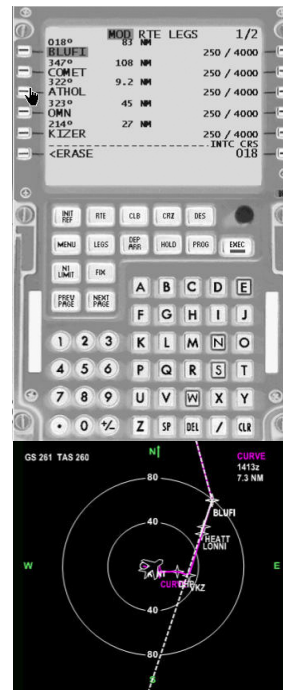 MOD RTE LEGS 1/2
018° 83 NM
BLUFI 250 / 4000
347° 108 NM
COMET 250 / 4000
322° 9.2 NM
ATHOL 250 / 4000
323° 45 NM
OMN 250 / 4000
214° 27 NM
KIZER 250 / 4000
INTC CRS
<ERASE 018
INIT REF RTE CLB CRZ DES
MENU LEGS DEP ARR HOLD PROG EXEC
N1 LIMIT FIX
PREV PAGE NEXT PAGE
A B C D E
F G H I J
1 2 3 K L M N O
4 5 6 P Q R S T
7 8 9 U V W X Y
. 0 +/- Z SP DEL / CLR
GS 261 TAS 260 N CURVE
1413z
80 7.3 NM
BLUFI
40
HEATT
LONNI
W E
VKZ
40
80
S